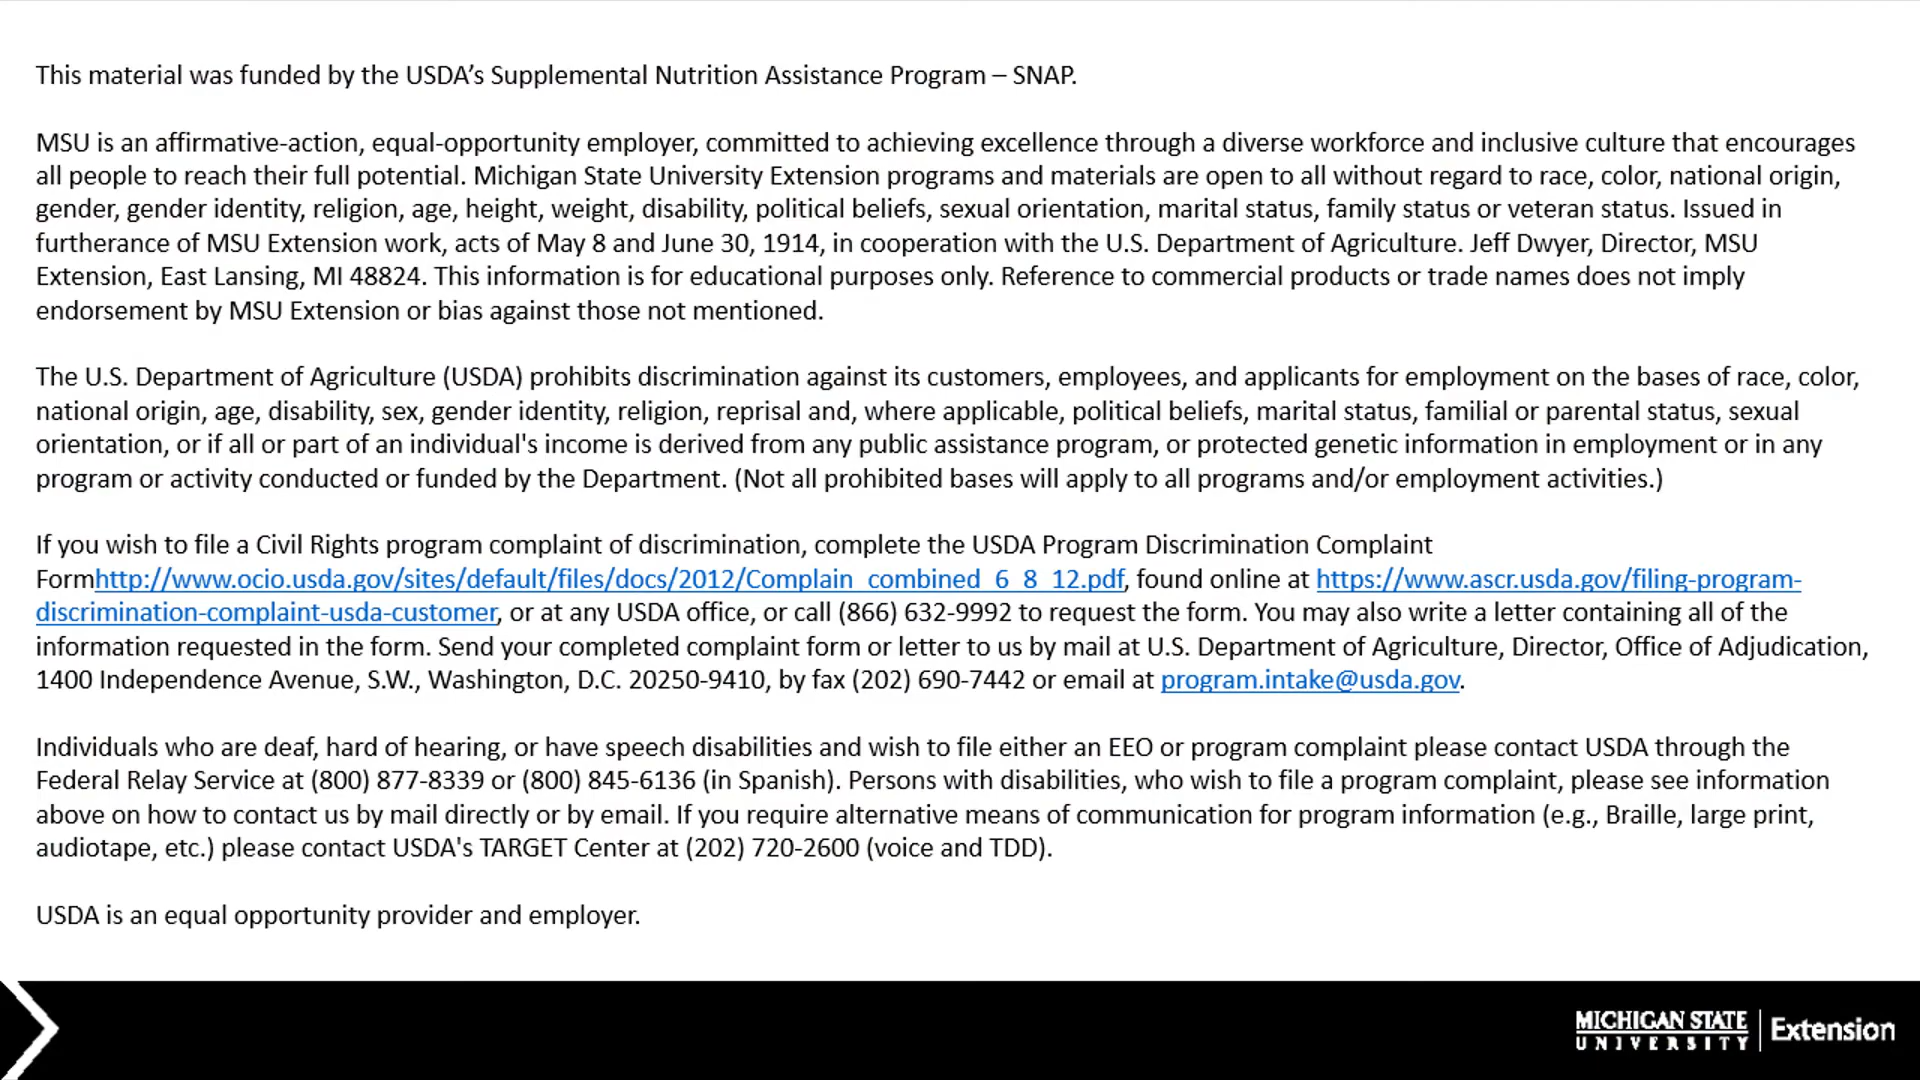 This material was funded by the USDA’s Supplemental Nutrition Assistance Program – SNAP.
MSU is an affirmative-action, equal-opportunity employer, committed to achieving excellence through a diverse workforce and inclusive culture that encourages
all people to reach their full potential. Michigan State University Extension programs and materials are open to all without regard to race, color, national origin,
gender, gender identity, religion, age, height, weight, disability, political beliefs, sexual orientation, marital status, family status or veteran status. Issued in
furtherance of MSU Extension work, acts of May 8 and June 30, 1914, in cooperation with the U.S. Department of Agriculture. Jeff Dwyer, Director, MSU
Extension, East Lansing, MI 48824. This information is for educational purposes only. Reference to commercial products or trade names does not imply
endorsement by MSU Extension or bias against those not mentioned.
The U.S. Department of Agriculture (USDA) prohibits discrimination against its customers, employees, and applicants for employment on the bases of race, color,
national origin, age, disability, sex, gender identity, religion, reprisal and, where applicable, political beliefs, marital status, familial or parental status, sexual
orientation, or if all or part of an individual's income is derived from any public assistance program, or protected genetic information in employment or in any
program or activity conducted or funded by the Department. (Not all prohibited bases will apply to all programs and/or employment activities.)
If you wish to file a Civil Rights program complaint of discrimination, complete the USDA Program Discrimination Complaint
Formhttp://www.ocio.usda.gov/sites/default/files/docs/2012/Complain_combined_6_8_12.pdf, found online at https://www.ascr.usda.gov/filing-program-
discrimination-complaint-usda-customer, or at any USDA office, or call (866) 632-9992 to request the form. You may also write a letter containing all of the
information requested in the form. Send your completed complaint form or letter to us by mail at U.S. Department of Agriculture, Director, Office of Adjudication,
1400 Independence Avenue, S.W., Washington, D.C. 20250-9410, by fax (202) 690-7442 or email at program.intake@usda.gov.
Individuals who are deaf, hard of hearing, or have speech disabilities and wish to file either an EEO or program complaint please contact USDA through the
Federal Relay Service at (800) 877-8339 or (800) 845-6136 (in Spanish). Persons with disabilities, who wish to file a program complaint, please see information
above on how to contact us by mail directly or by email. If you require alternative means of communication for program information (e.g., Braille, large print,
audiotape, etc.) please contact USDA's TARGET Center at (202) 720-2600 (voice and TDD).
USDA is an equal opportunity provider and employer.
MICHIGAN STATE
UNIVERSITY
Extension